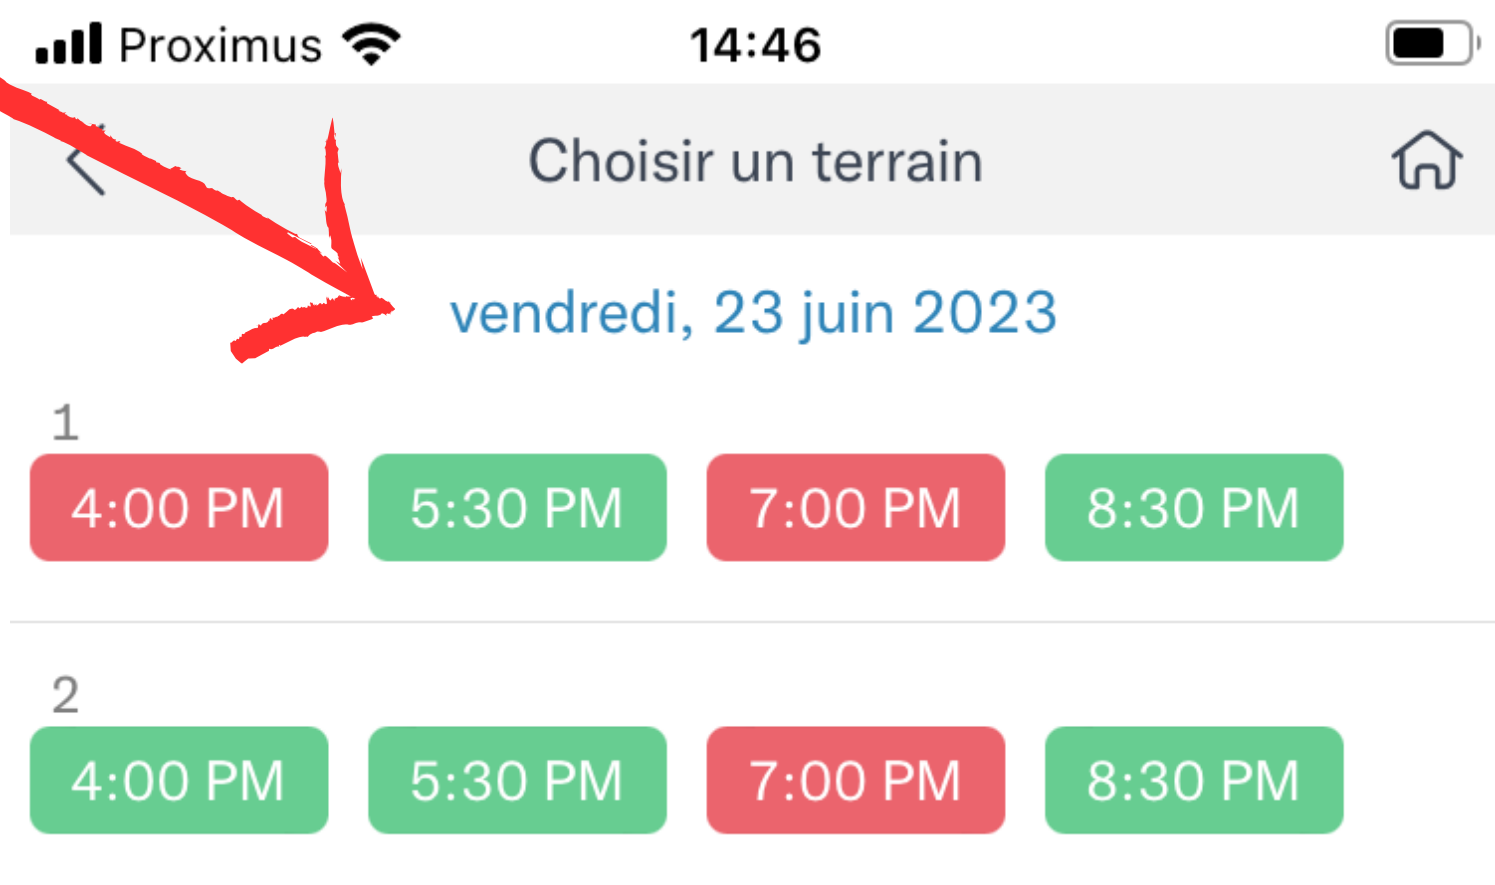 Proximus 14:46
Choisir un terrain
vendredi, 23 juin 2023
1
4:00 PM 5:30 PM 7:00 PM 8:30 PM
2
4:00 PM 5:30 PM 7:00 PM 8:30 PM